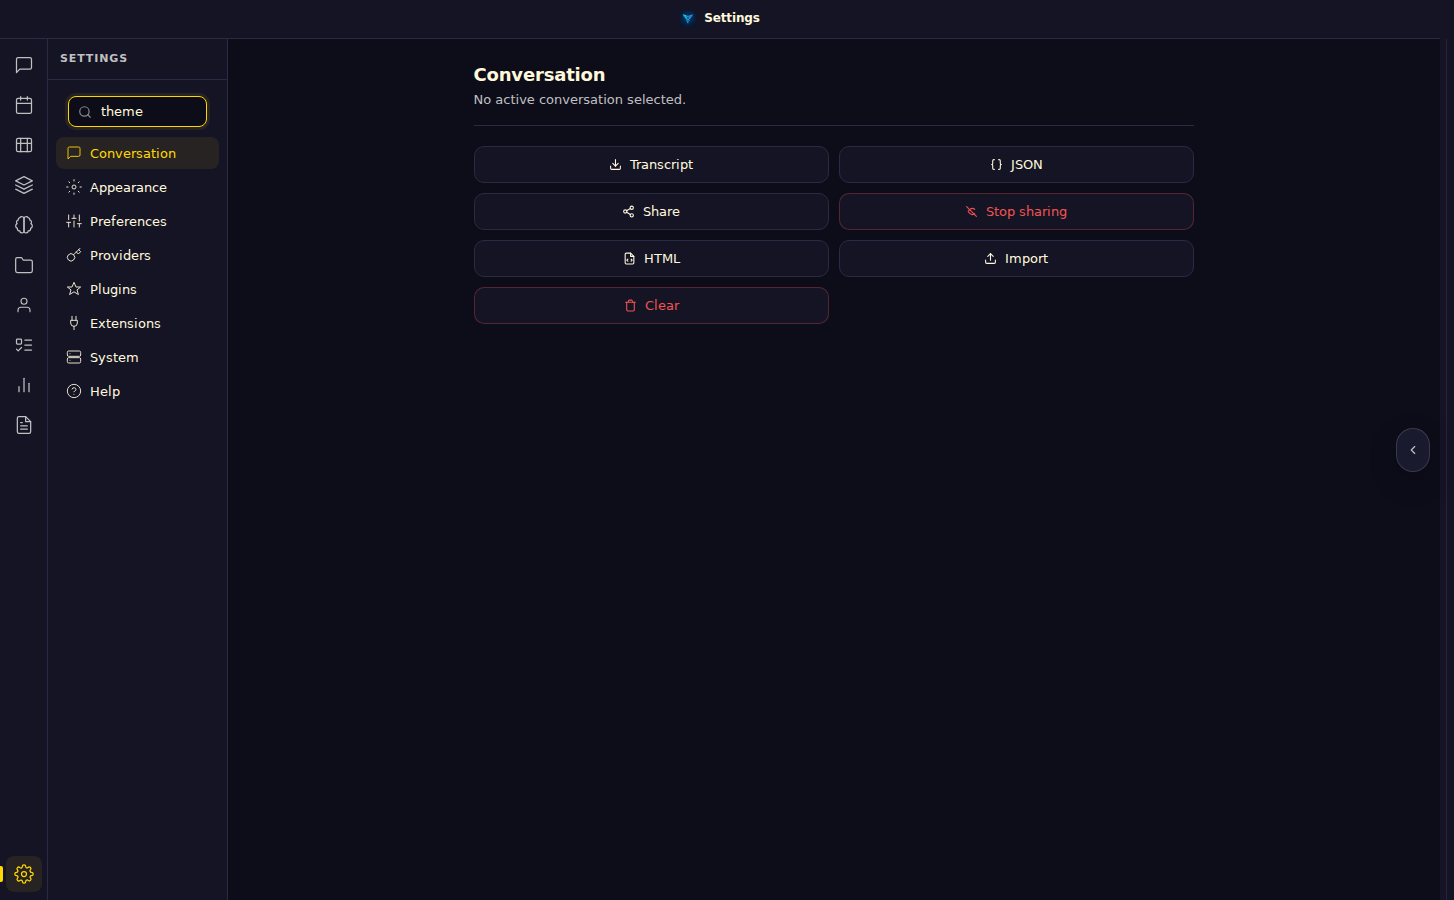 Settings
SETTINGS
theme
Conversation
Appearance
Preferences
Providers
Plugins
Extensions
System
Help
Conversation
No active conversation selected.
Transcript
JSON
Share
Stop sharing
HTML
Import
Clear